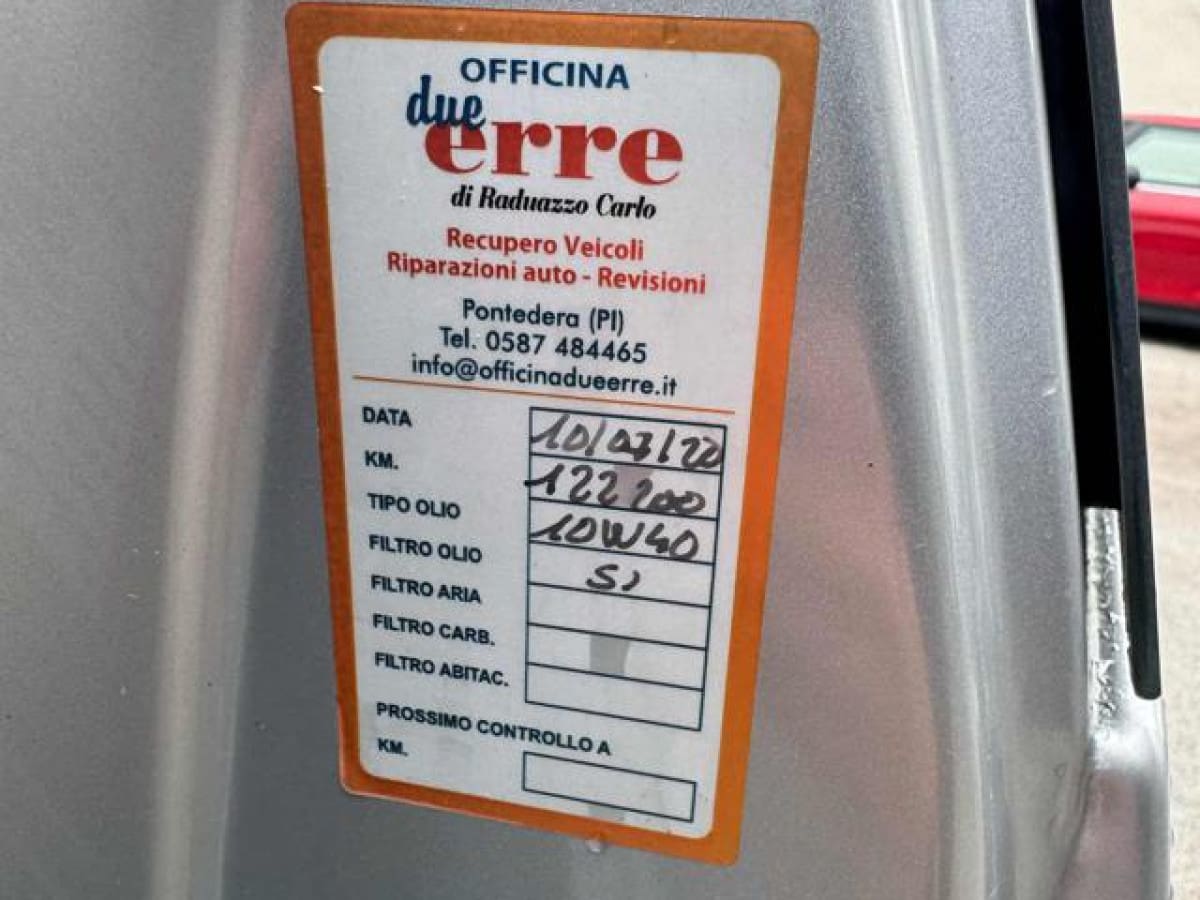 OFFICINA
due
erre
di Raduazzo Carlo
Recupero Veicoli
Riparazioni auto - Revisioni
Pontedera (PI)
Tel. 0587 484465
info@officinadueerre.it
DATA 10/03/22
KM. 122200
TIPO OLIO 10W40
FILTRO OLIO Si
FILTRO ARIA
FILTRO CARB.
FILTRO ABITAC.
PROSSIMO CONTROLLO A
KM.